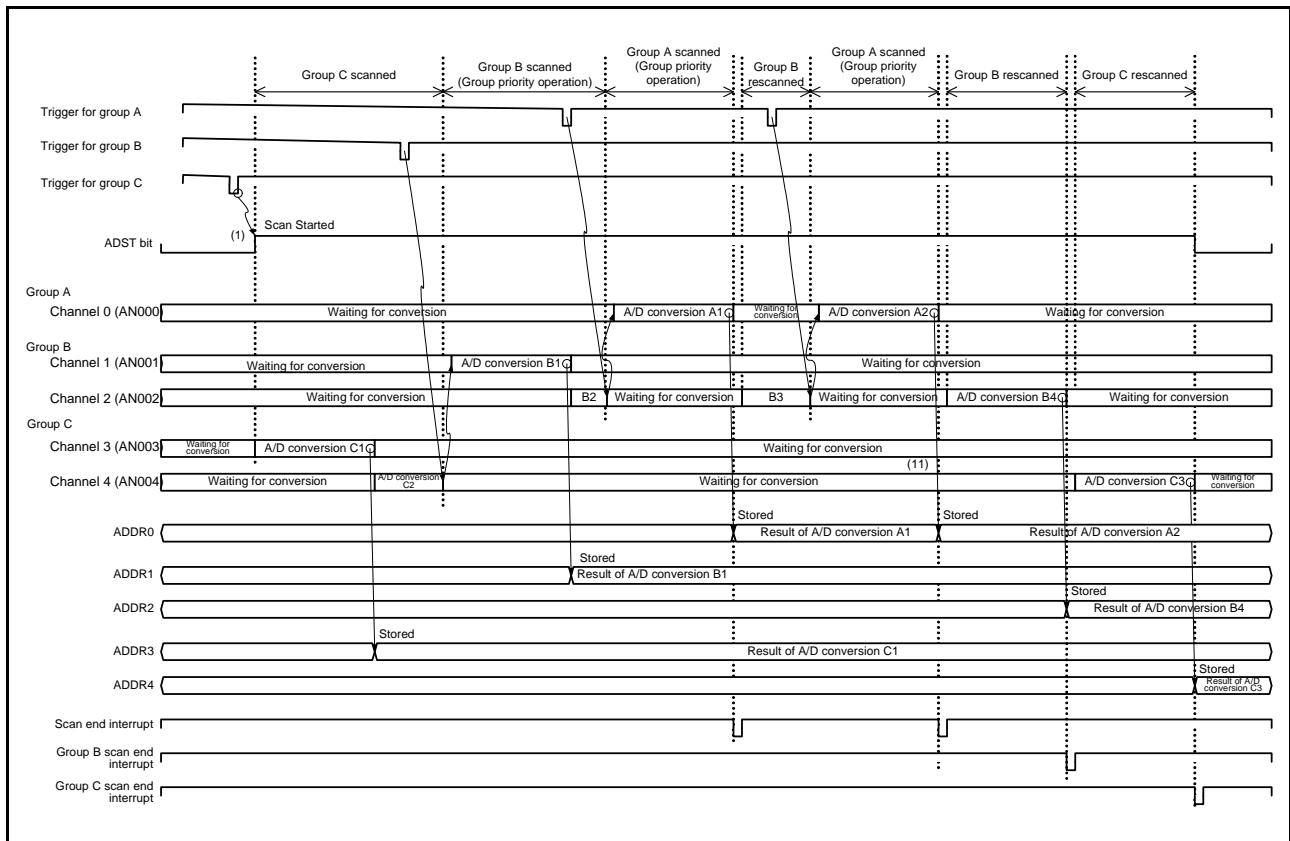 Group C scanned
Group B scanned
(Group priority operation)
Group A scanned
(Group priority
operation)
Group B
rescanned
Group A scanned
(Group priority
operation)
Group B rescanned
Group C rescanned
Trigger for group A
Trigger for group B
Trigger for group C
(1)
Scan Started
ADST bit
Group A
Channel 0 (AN000)
Waiting for conversion
A/D conversion A1
Waiting for
conversion
A/D conversion A2
Waiting for conversion
Group B
Channel 1 (AN001)
Waiting for conversion
A/D conversion B1
Waiting for conversion
Channel 2 (AN002)
Waiting for conversion
B2
Waiting for conversion
B3
Waiting for conversion
A/D conversion B4
Waiting for conversion
Group C
Channel 3 (AN003)
Waiting for
conversion
A/D conversion C1
Waiting for conversion
(11)
Channel 4 (AN004)
Waiting for conversion
A/D conversion
C2
Waiting for conversion
A/D conversion C3
Waiting for
conversion
ADDR0
Stored
Result of A/D conversion A1
Stored
Result of A/D conversion A2
ADDR1
Stored
Result of A/D conversion B1
ADDR2
Stored
Result of A/D conversion B4
ADDR3
Stored
Result of A/D conversion C1
ADDR4
Stored
Result of A/D
conversion C3
Scan end interrupt
Group B scan end
interrupt
Group C scan end
interrupt